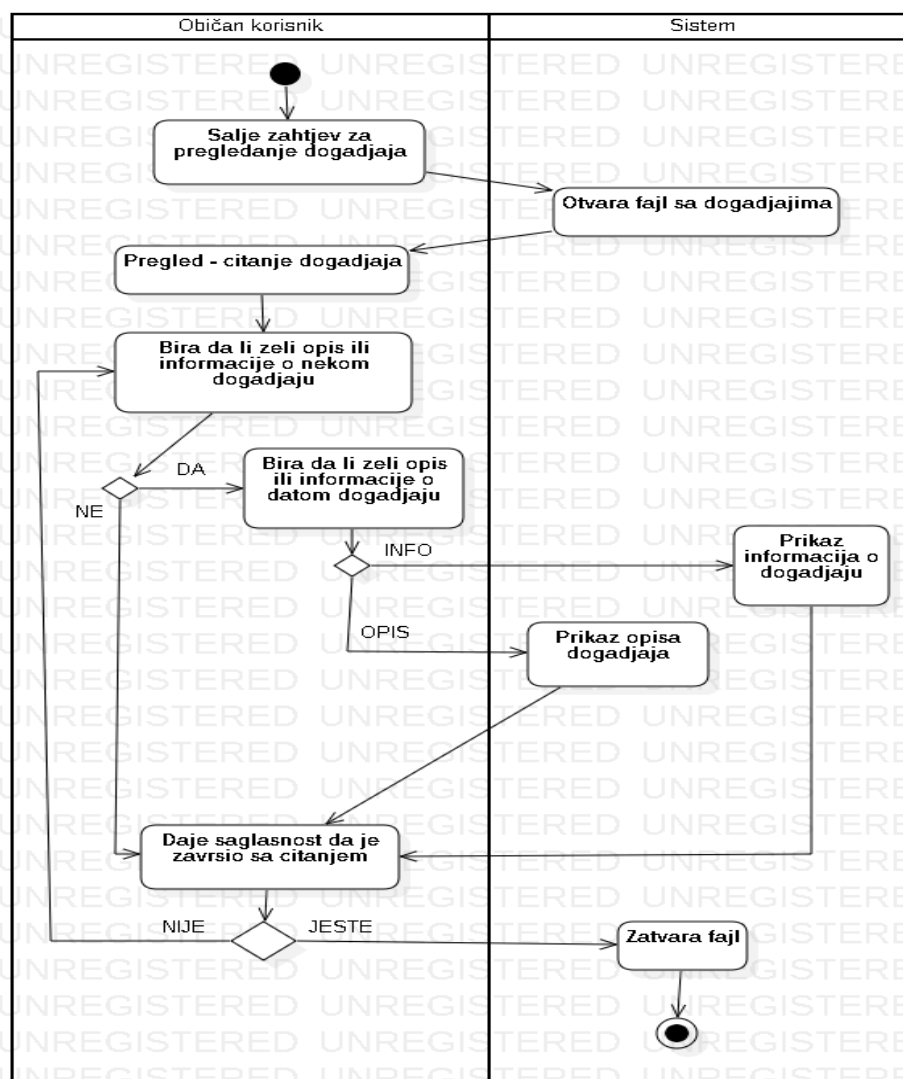 Običan korisnik
Sistem
Salje zahtjev za
pregledanje dogadjaja
Otvara fajl sa dogadjajima
Pregled - citanje dogadjaja
Bira da li zeli opis ili
informacije o nekom
dogadjaju
DA
Bira da li zeli opis
ili informacije o
datom dogadjaju
NE
INFO
Prikaz
informacija o
dogadjaju
OPIS
Prikaz opisa
dogadjaja
Daje saglasnost da je
zavrsio sa citanjem
NIJE
JESTE
Zatvara fajl
UNREGISTERED